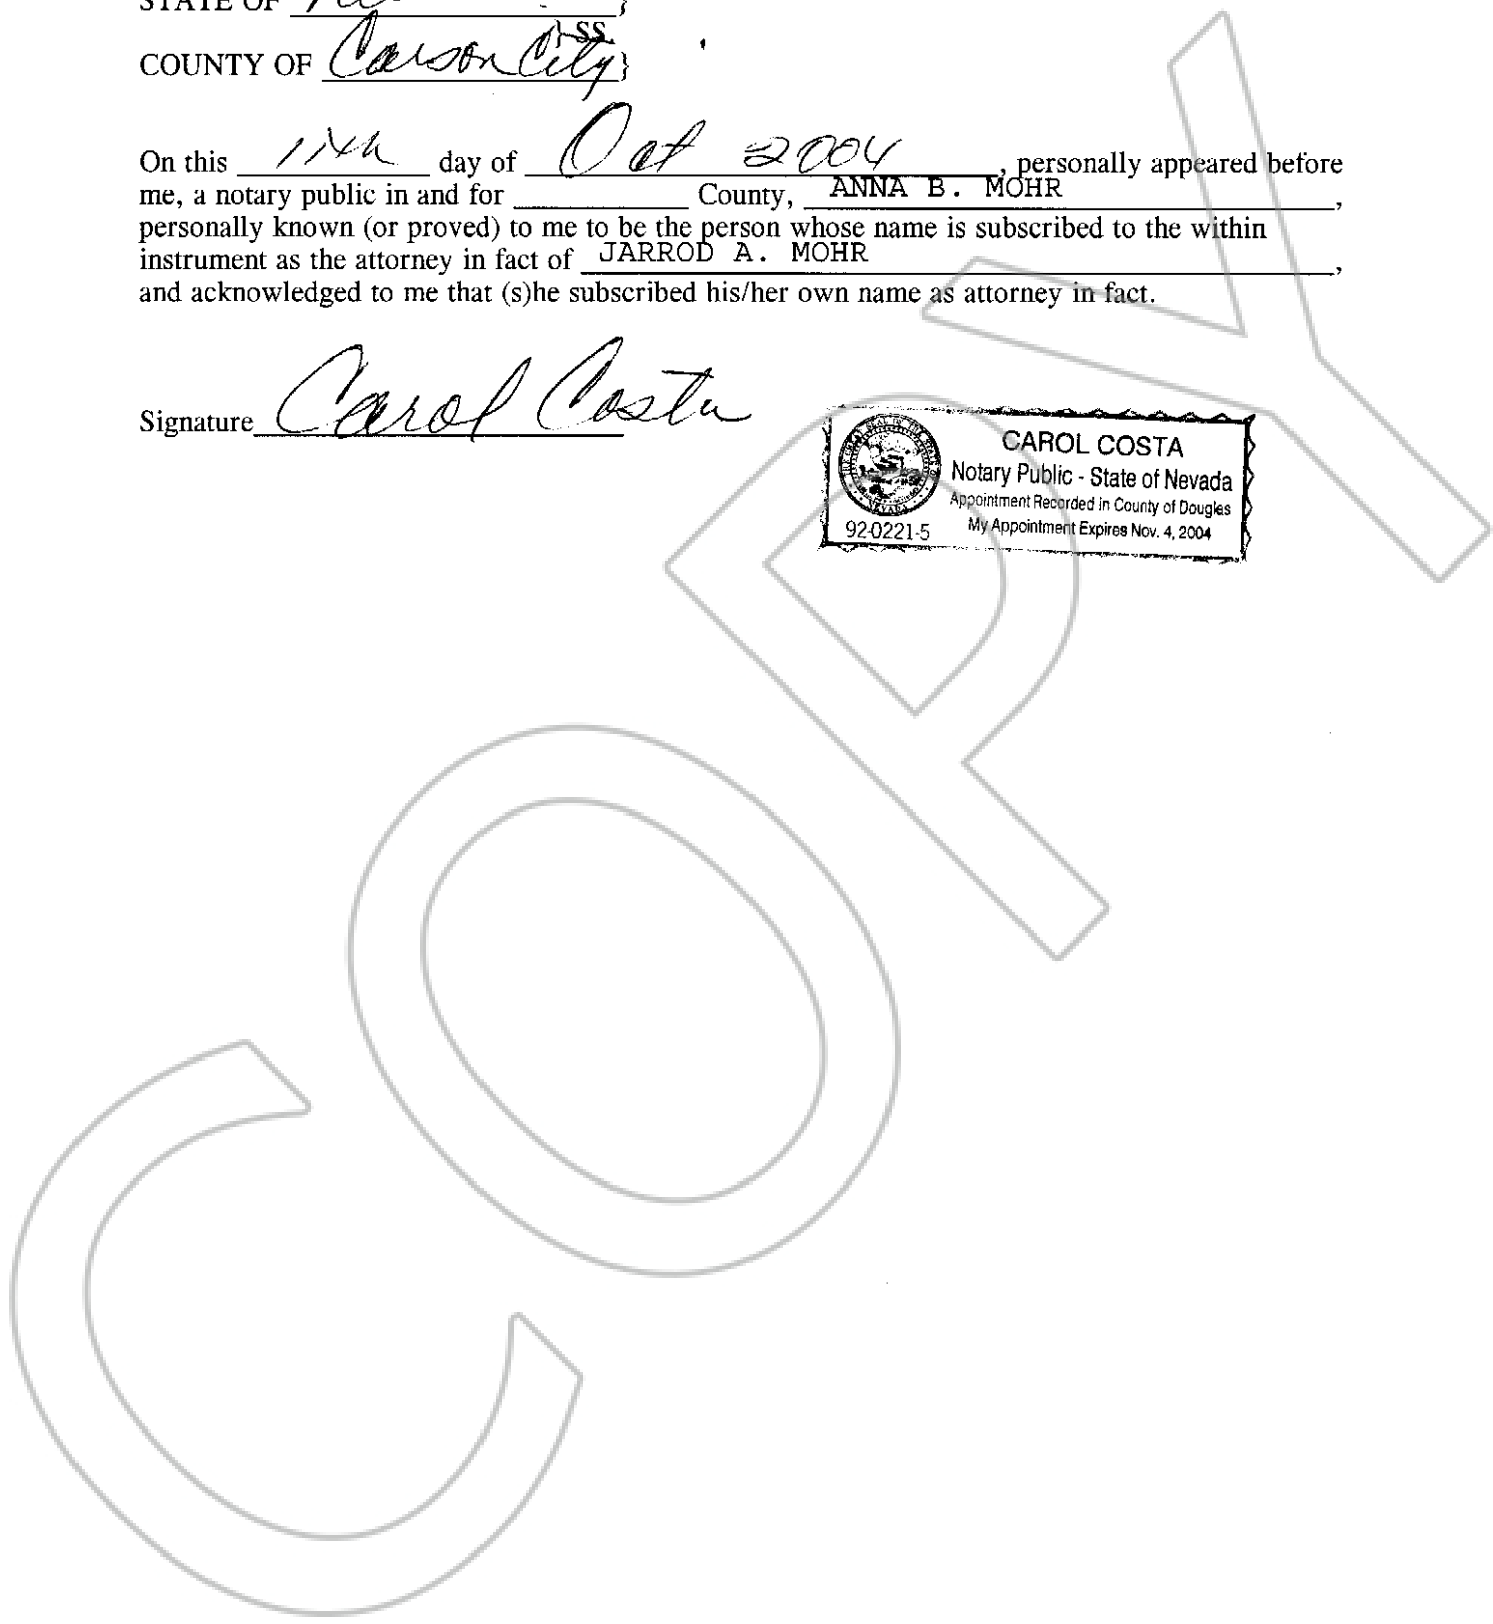 STATE OF }
} SS.
COUNTY OF Carson City }
On this 11th day of Oct 2004, personally appeared before
me, a notary public in and for ________ County, ANNA B. MOHR,
personally known (or proved) to me to be the person whose name is subscribed to the within
instrument as the attorney in fact of JARROD A. MOHR,
and acknowledged to me that (s)he subscribed his/her own name as attorney in fact.
Signature Carol Costa
CAROL COSTA
Notary Public - State of Nevada
Appointment Recorded in County of Douglas
92-0221-5 My Appointment Expires Nov. 4, 2004
NEVADA
COPY